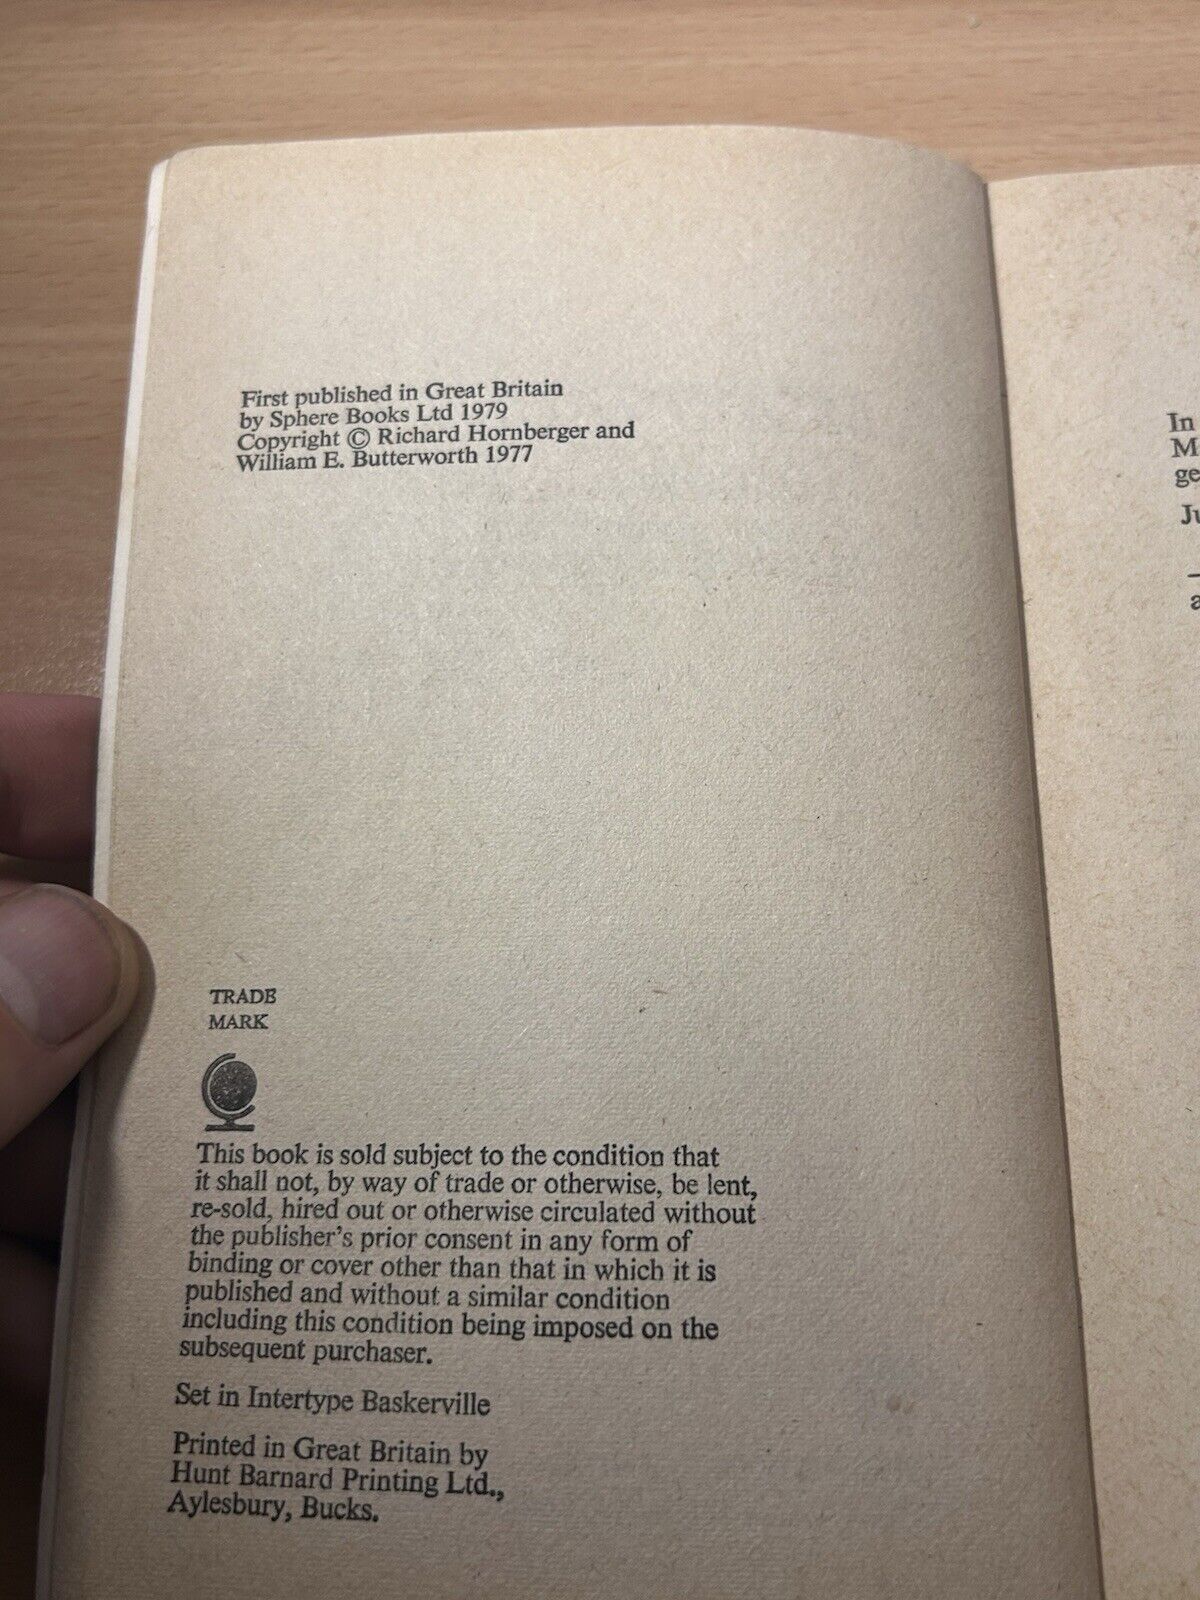 First published in Great Britain
by Sphere Books Ltd 1979
Copyright © Richard Hornberger and
William E. Butterworth 1977
TRADE
MARK
This book is sold subject to the condition that
it shall not, by way of trade or otherwise, be lent,
re-sold, hired out or otherwise circulated without
the publisher's prior consent in any form of
binding or cover other than that in which it is
published and without a similar condition
including this condition being imposed on the
subsequent purchaser.
Set in Intertype Baskerville
Printed in Great Britain by
Hunt Barnard Printing Ltd.,
Aylesbury, Bucks.
In